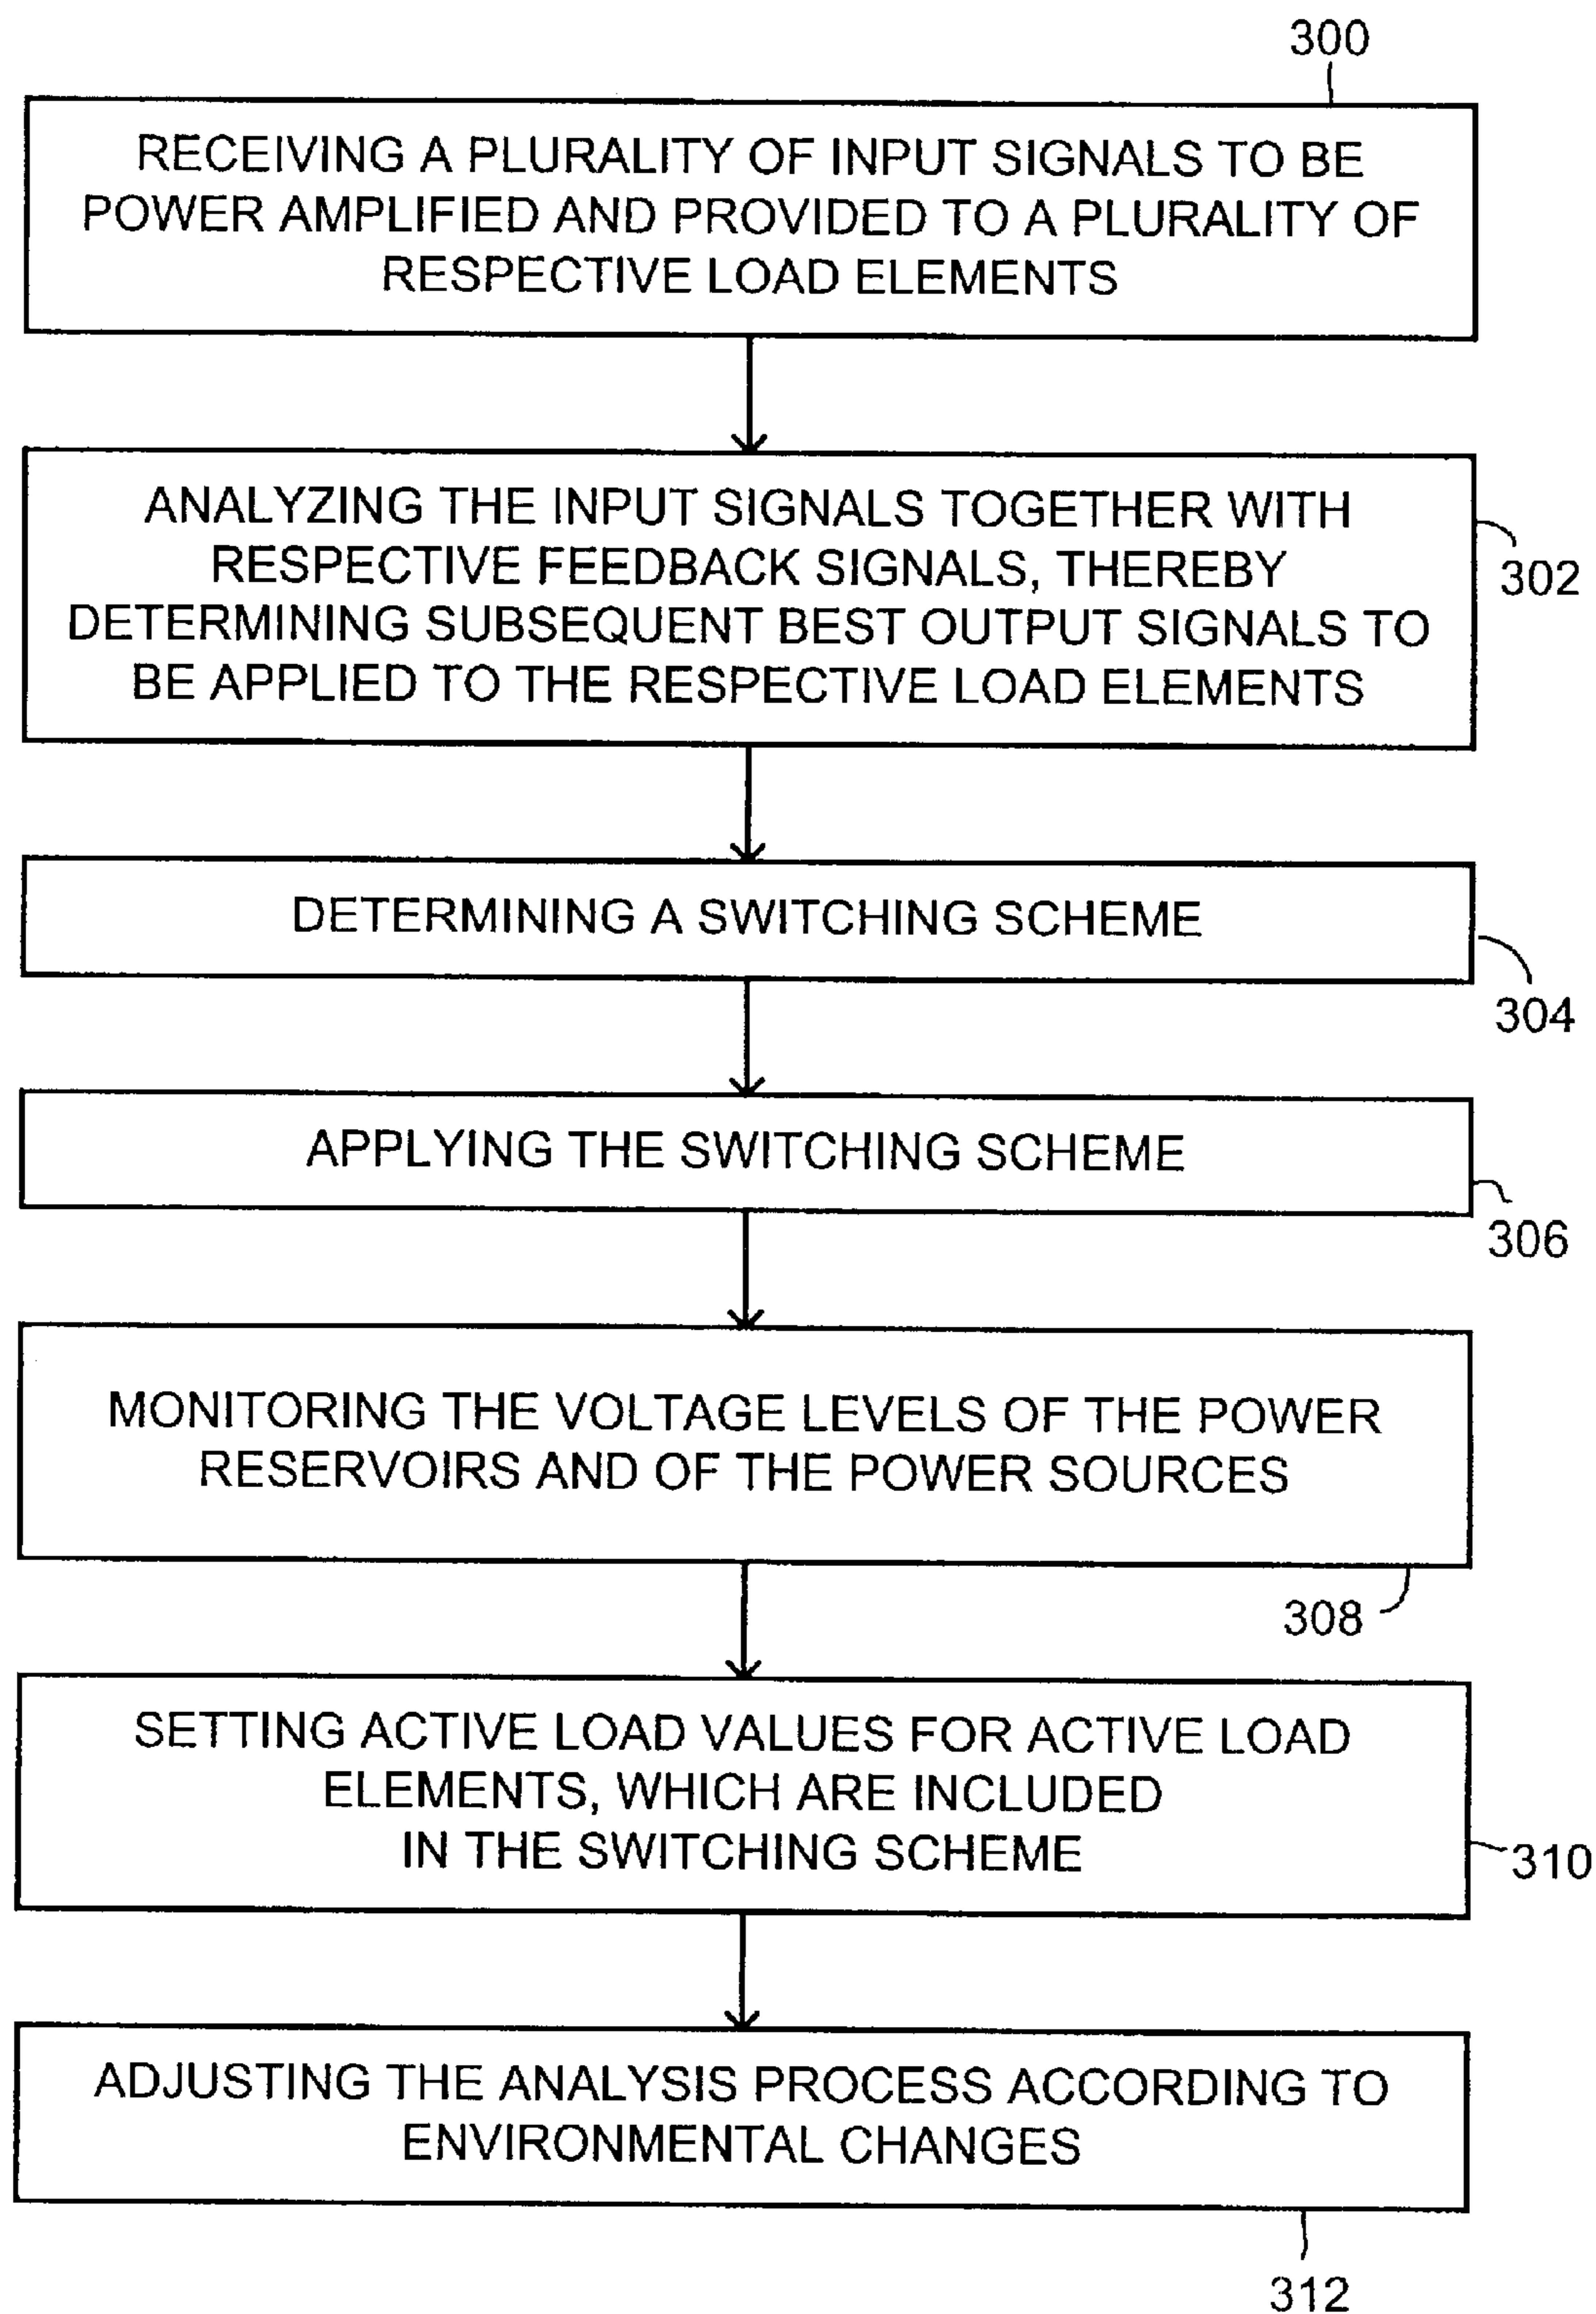 300
RECEIVING A PLURALITY OF INPUT SIGNALS TO BE
POWER AMPLIFIED AND PROVIDED TO A PLURALITY OF
RESPECTIVE LOAD ELEMENTS
ANALYZING THE INPUT SIGNALS TOGETHER WITH
RESPECTIVE FEEDBACK SIGNALS, THEREBY
DETERMINING SUBSEQUENT BEST OUTPUT SIGNALS TO
BE APPLIED TO THE RESPECTIVE LOAD ELEMENTS
302
DETERMINING A SWITCHING SCHEME
304
APPLYING THE SWITCHING SCHEME
306
MONITORING THE VOLTAGE LEVELS OF THE POWER
RESERVOIRS AND OF THE POWER SOURCES
308
SETTING ACTIVE LOAD VALUES FOR ACTIVE LOAD
ELEMENTS, WHICH ARE INCLUDED
IN THE SWITCHING SCHEME
310
ADJUSTING THE ANALYSIS PROCESS ACCORDING TO
ENVIRONMENTAL CHANGES
312